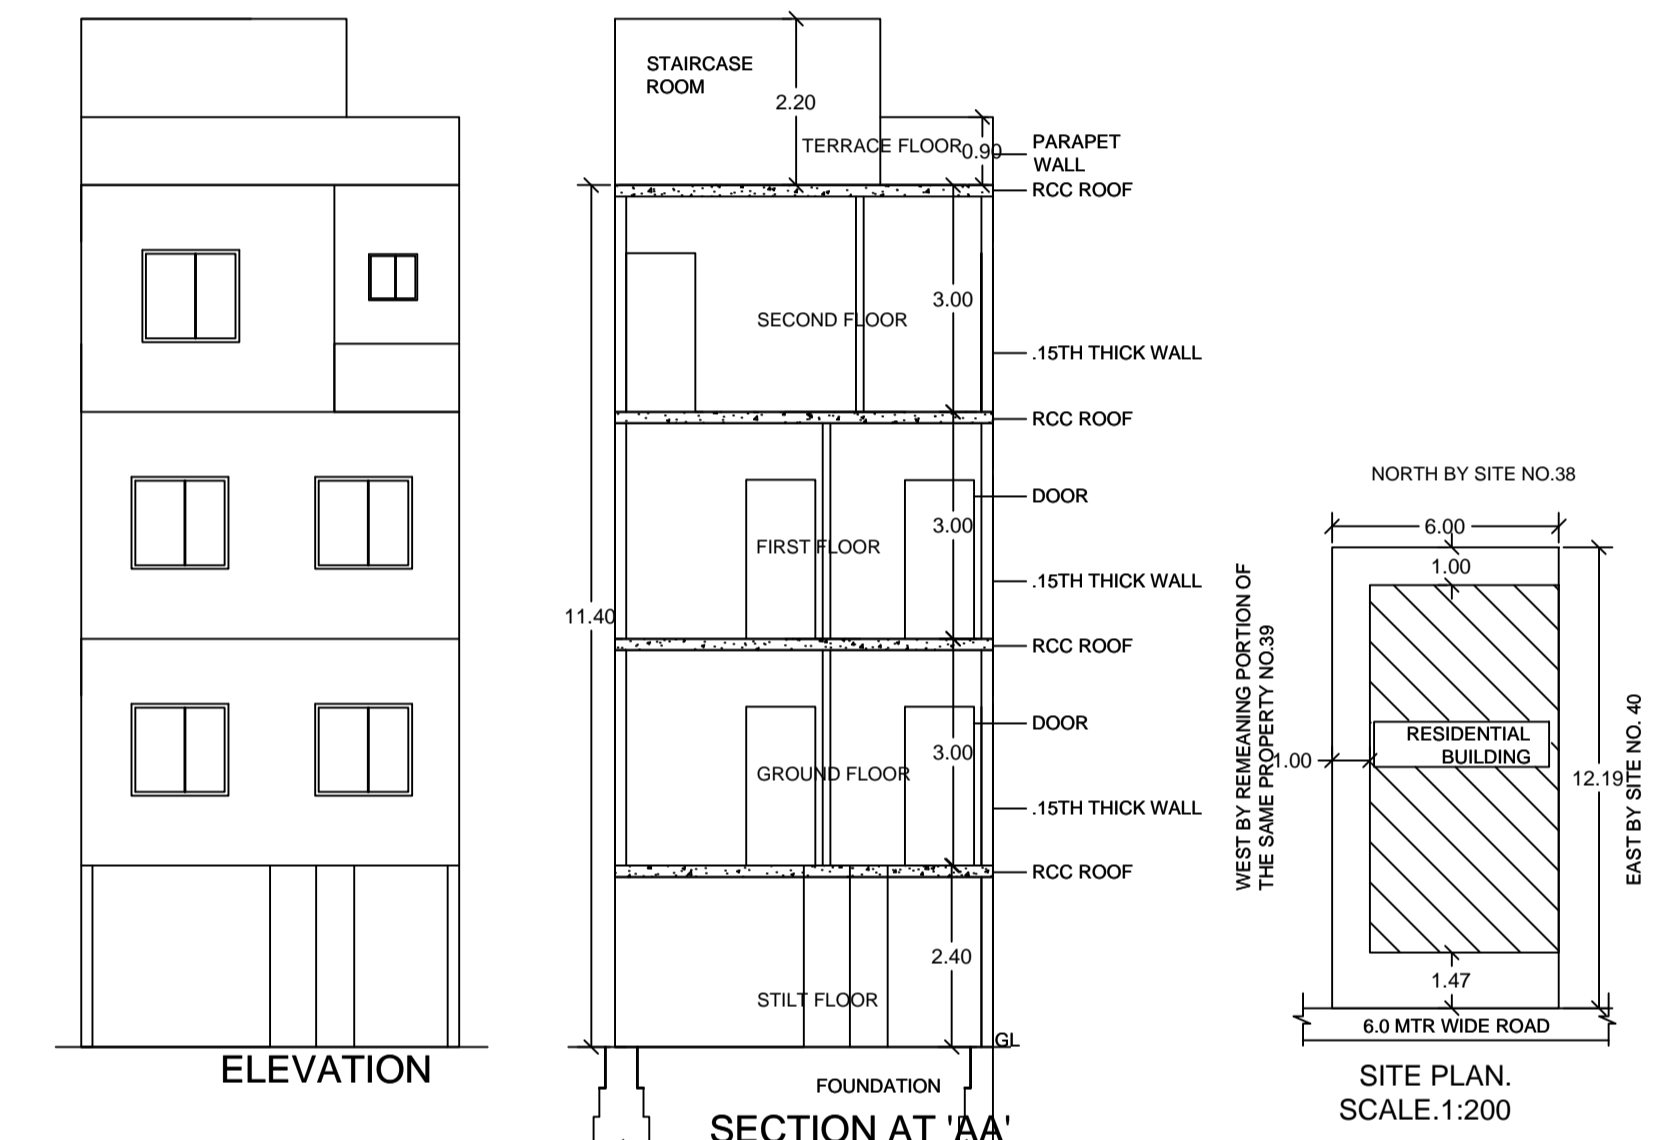 STAIRCASE
ROOM
2.20
TERRACE FLOOR
0.90
PARAPET
WALL
RCC ROOF
3.00
SECOND FLOOR
.15TH THICK WALL
RCC ROOF
DOOR
3.00
FIRST FLOOR
.15TH THICK WALL
11.40
RCC ROOF
DOOR
3.00
GROUND FLOOR
.15TH THICK WALL
RCC ROOF
2.40
STILT FLOOR
GL
FOUNDATION
ELEVATION
SECTION AT 'AA'
NORTH BY SITE NO.38
6.00
1.00
WEST BY REMEANING PORTION OF
THE SAME PROPERTY NO.39
RESIDENTIAL
BUILDING
1.00
12.19
EAST BY SITE NO. 40
1.47
6.0 MTR WIDE ROAD
SITE PLAN.
SCALE.1:200